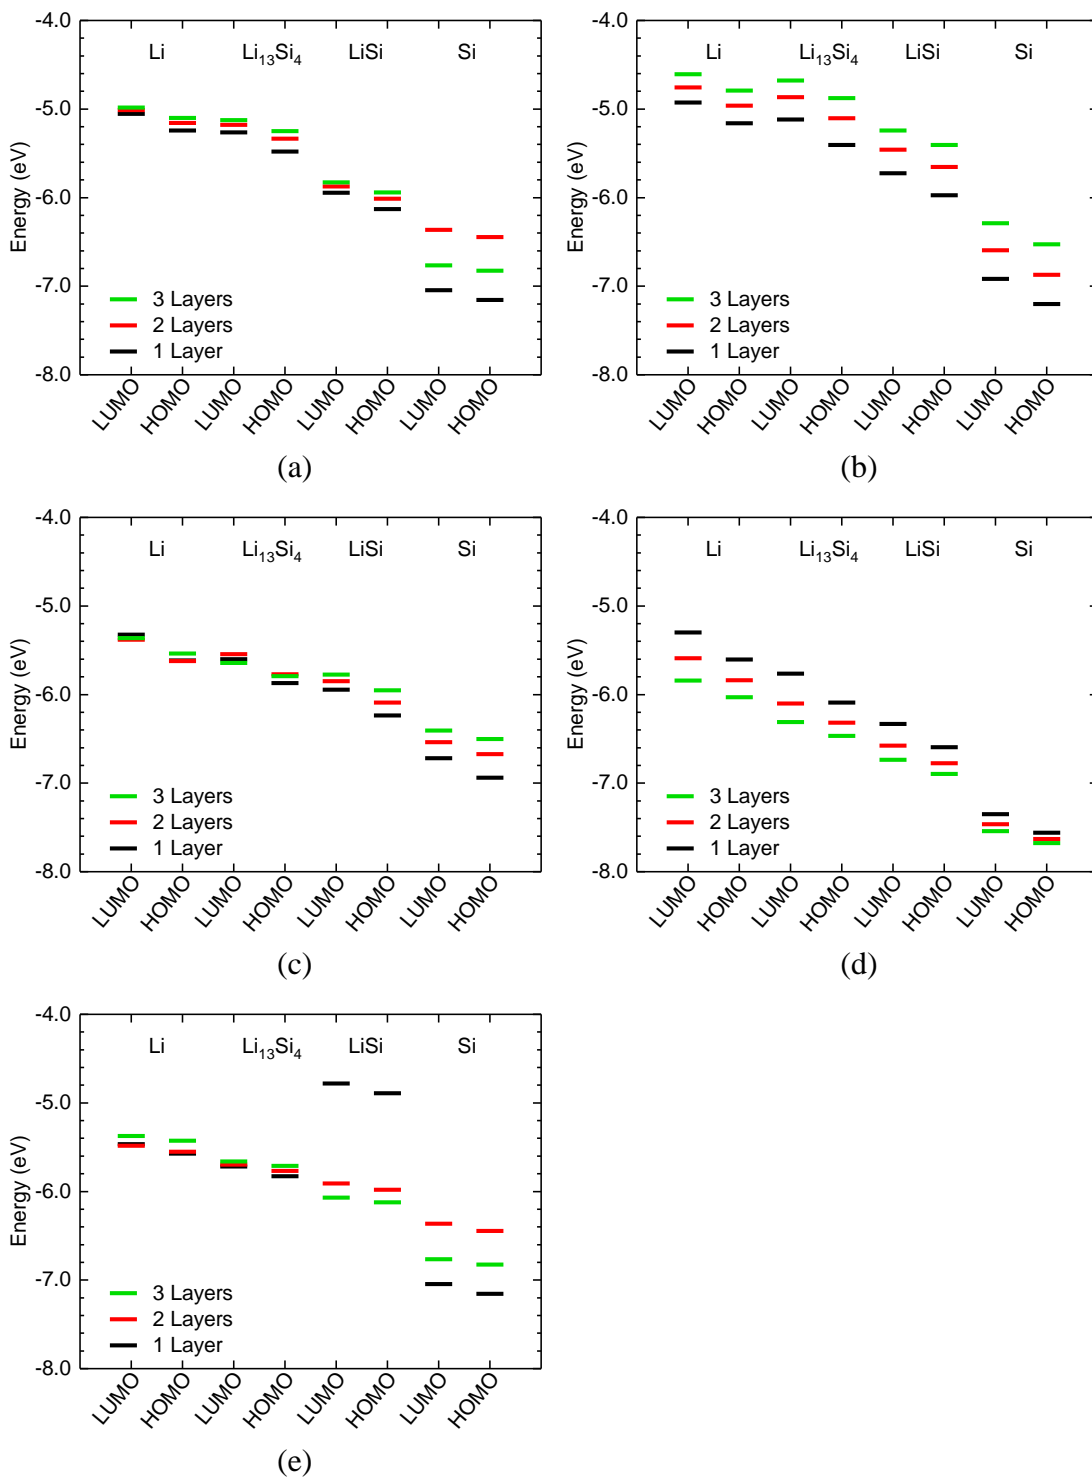 -4.0
Li Li13Si4 LiSi Si
-5.0
-6.0
-7.0
-8.0
Energy (eV)
3 Layers
2 Layers
1 Layer
LUMO HOMO LUMO HOMO LUMO HOMO LUMO HOMO
(a)
-4.0
Li Li13Si4 LiSi Si
-5.0
-6.0
-7.0
-8.0
Energy (eV)
3 Layers
2 Layers
1 Layer
LUMO HOMO LUMO HOMO LUMO HOMO LUMO HOMO
(b)
-4.0
Li Li13Si4 LiSi Si
-5.0
-6.0
-7.0
-8.0
Energy (eV)
3 Layers
2 Layers
1 Layer
LUMO HOMO LUMO HOMO LUMO HOMO LUMO HOMO
(c)
-4.0
Li Li13Si4 LiSi Si
-5.0
-6.0
-7.0
-8.0
Energy (eV)
3 Layers
2 Layers
1 Layer
LUMO HOMO LUMO HOMO LUMO HOMO LUMO HOMO
(d)
-4.0
Li Li13Si4 LiSi Si
-5.0
-6.0
-7.0
-8.0
Energy (eV)
3 Layers
2 Layers
1 Layer
LUMO HOMO LUMO HOMO LUMO HOMO LUMO HOMO
(e)